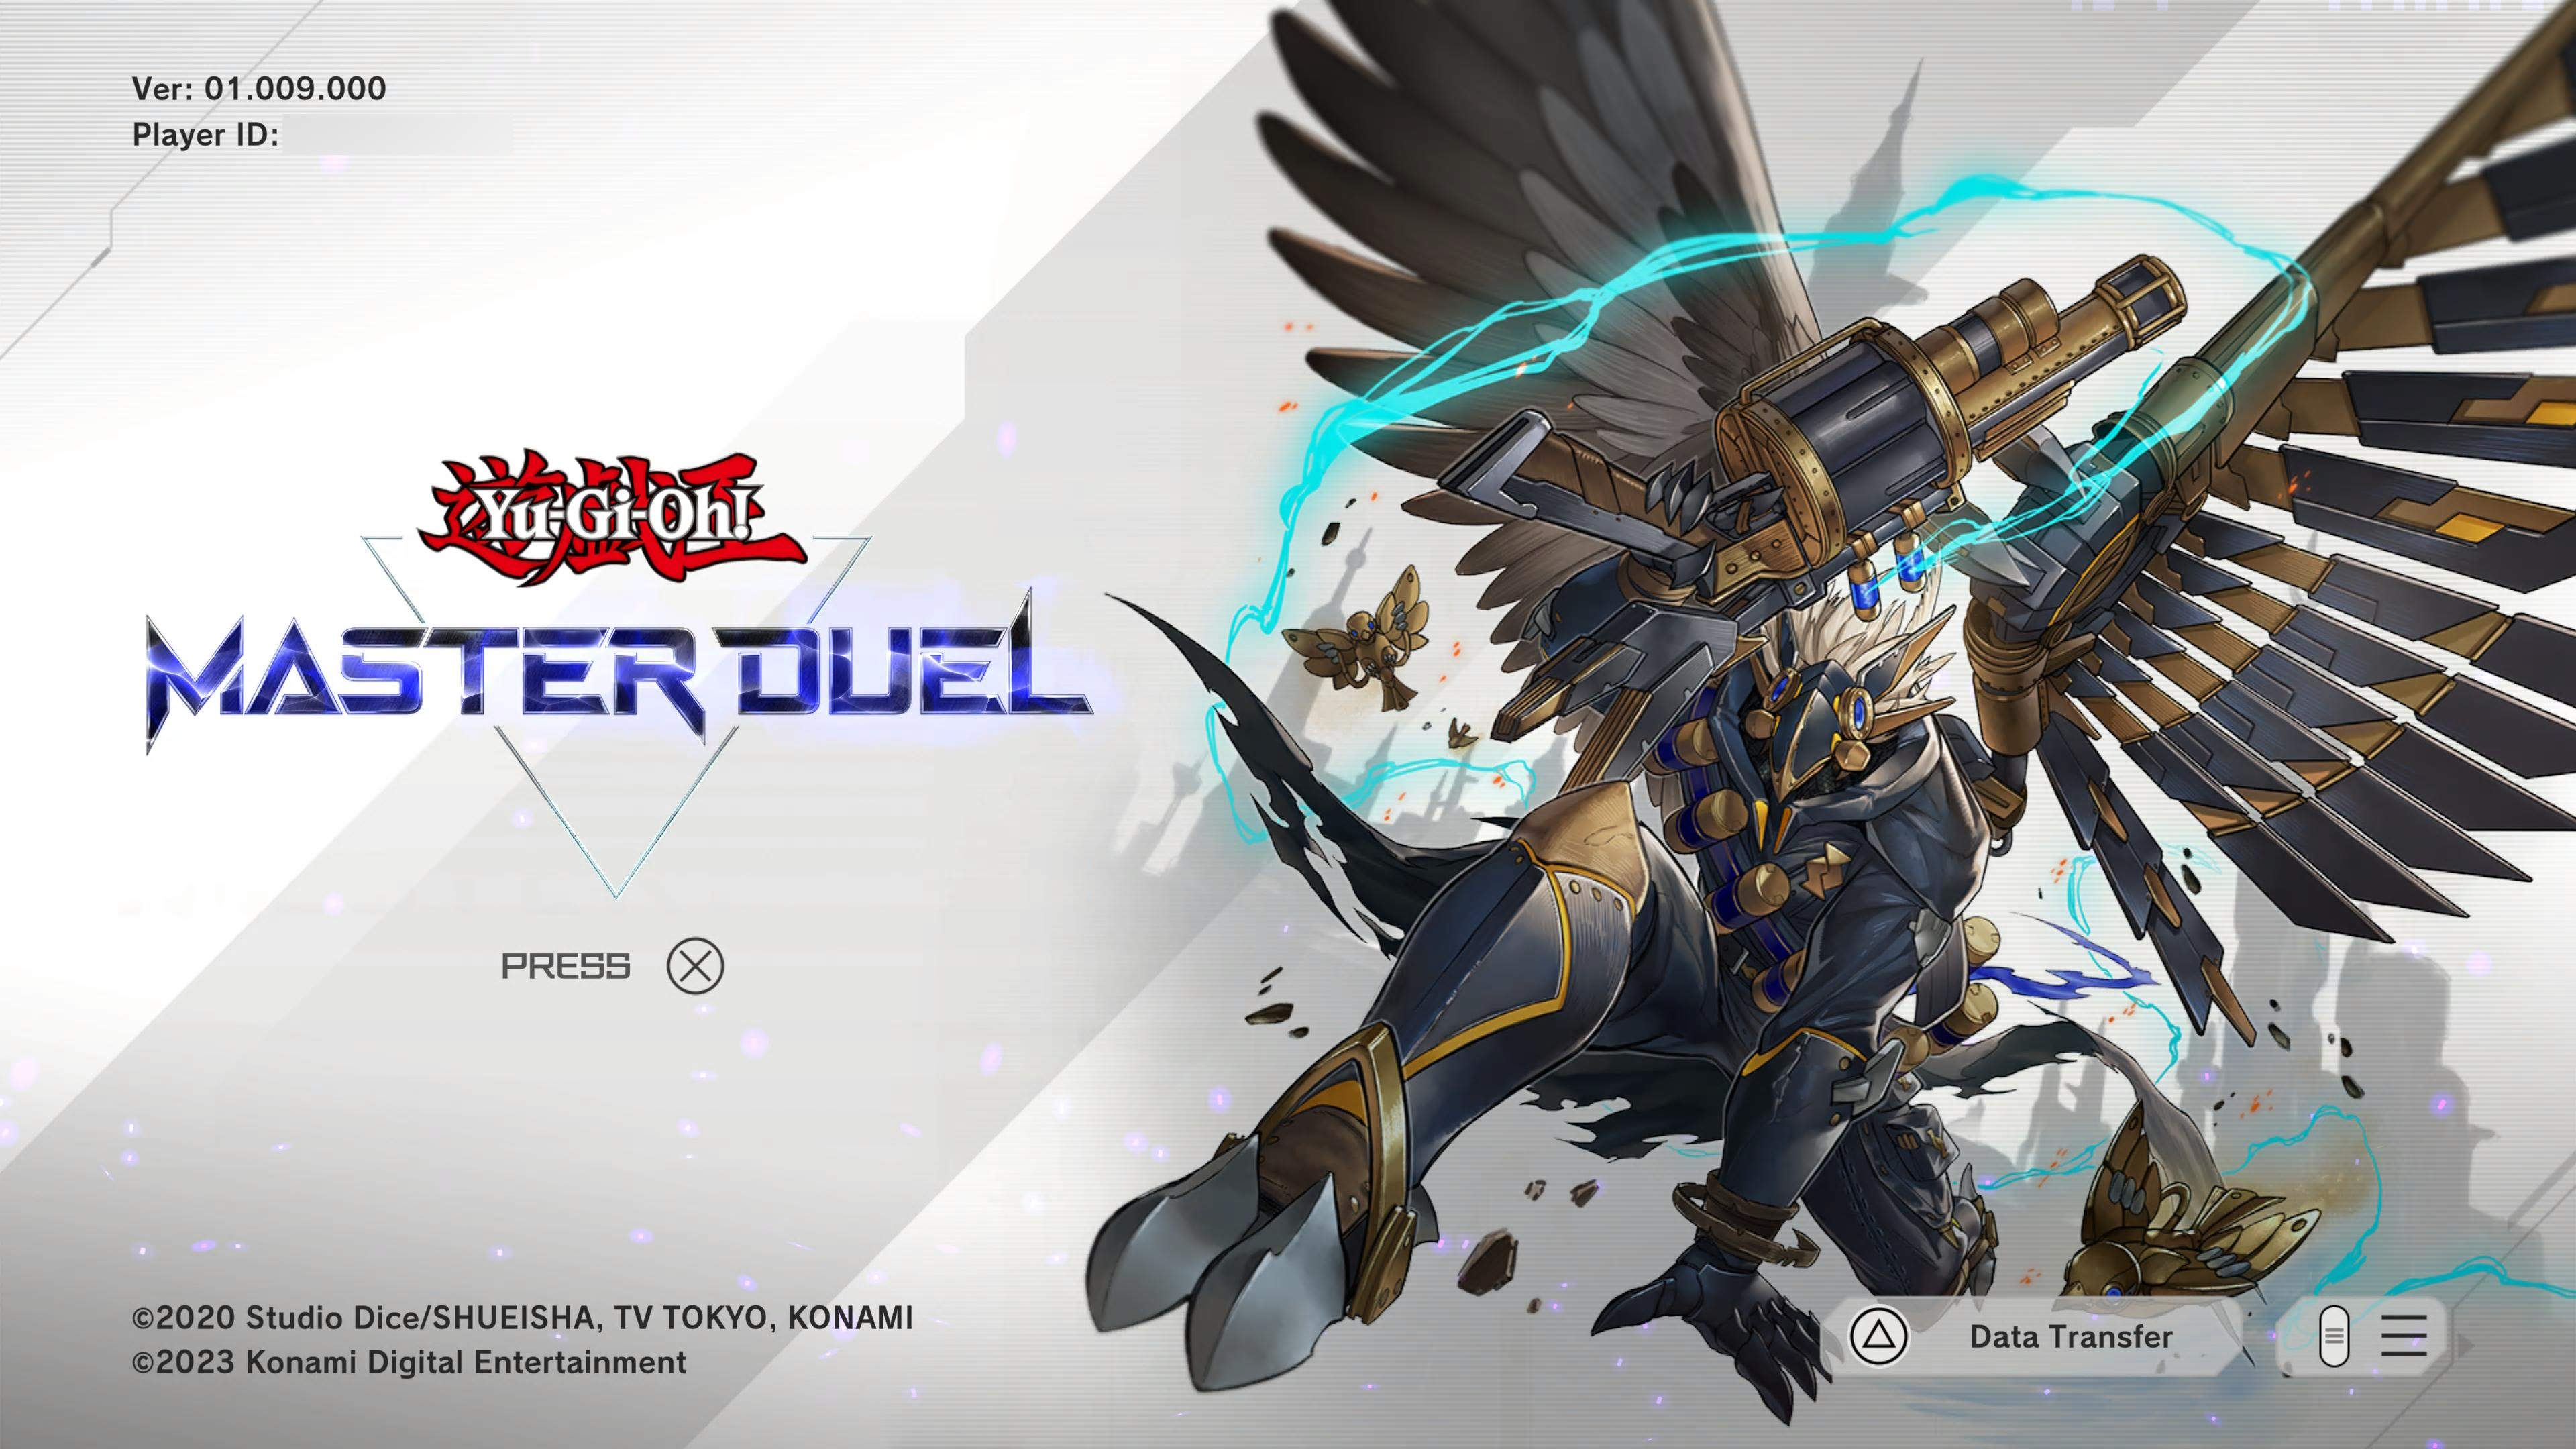 Ver: 01.009.000
Player ID:
遊戯王
Yu-Gi-Oh!
MASTER DUEL
PRESS
©2020 Studio Dice/SHUEISHA, TV TOKYO, KONAMI
©2023 Konami Digital Entertainment
Data Transfer